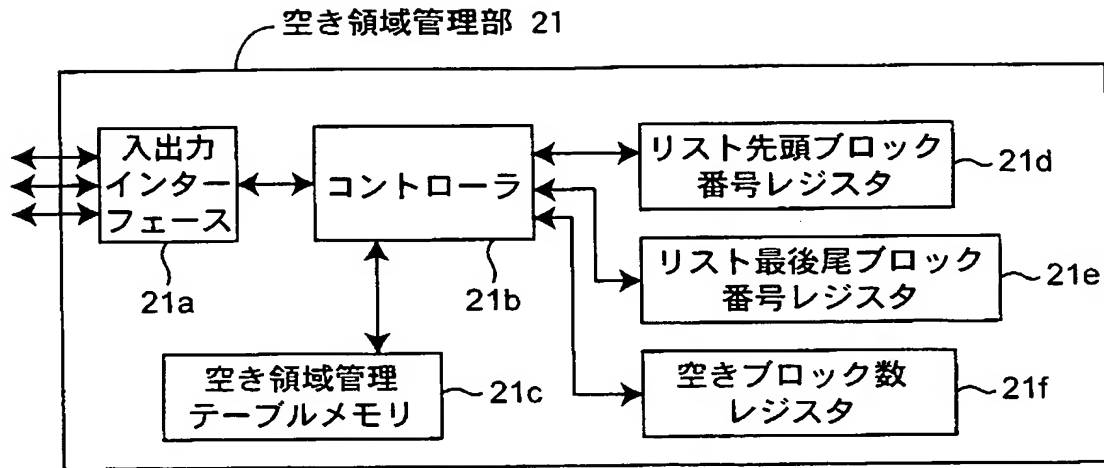 空き領域管理部 21
入出力
インター
フェース
21a
コントローラ
21b
空き領域管理
テーブルメモリ
21c
リスト先頭ブロック
番号レジスタ
21d
リスト最後尾ブロック
番号レジスタ
21e
空きブロック数
レジスタ
21f